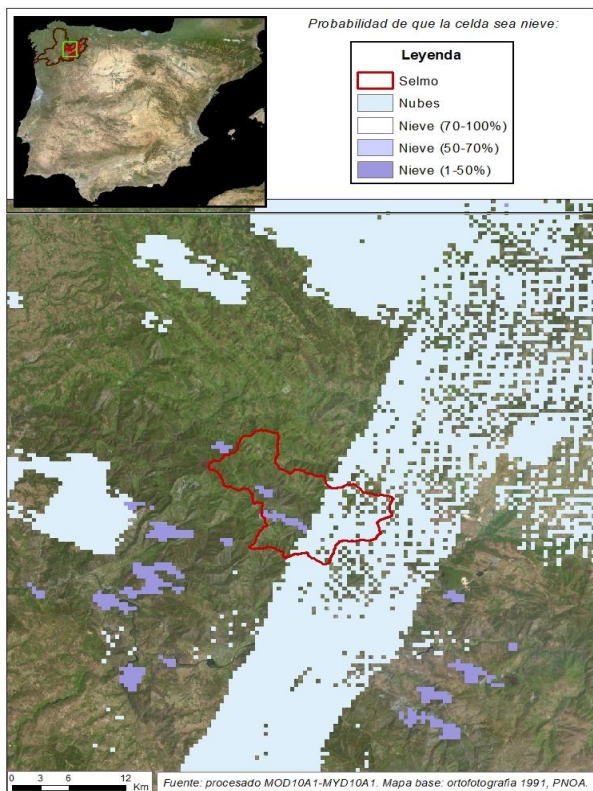 Probabilidad de que la celda sea nieve:
Leyenda
Selmo
Nubes
Nieve (70-100%)
Nieve (50-70%)
Nieve (1-50%)
0 3 6 12
Km
Fuente: procesado MOD10A1-MYD10A1. Mapa base: ortofotografía 1991, PNOA.